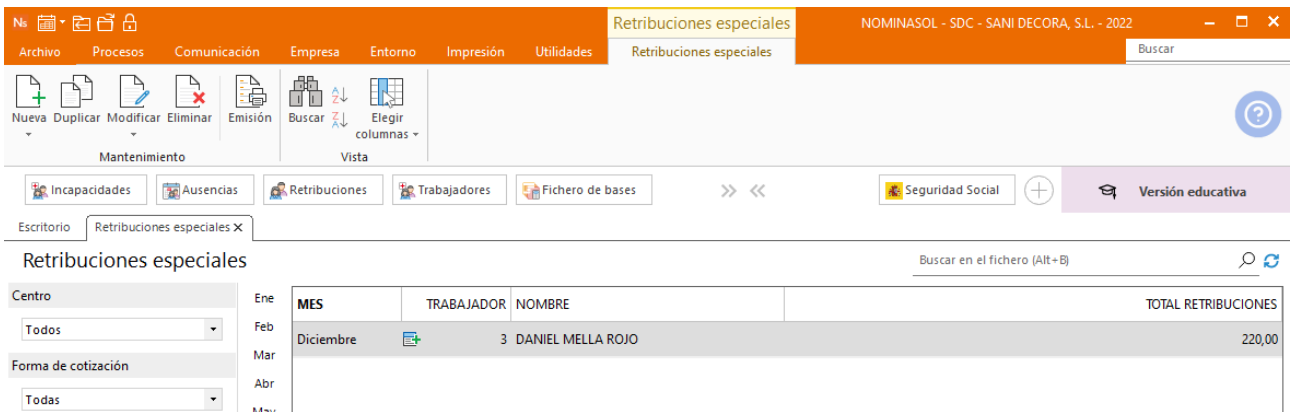 Ns Retribuciones especiales NOMINASOL - SDC - SANI DECORA, S.L. - 2022
Archivo Procesos Comunicación Empresa Entorno Impresión Utilidades Retribuciones especiales Buscar
Nueva Duplicar Modificar Eliminar Emisión Buscar Elegir
columnas
Mantenimiento Vista
Incapacidades Ausencias Retribuciones Trabajadores Fichero de bases Seguridad Social Versión educativa
Escritorio Retribuciones especiales X
Retribuciones especiales Buscar en el fichero (Alt+B)
Centro Ene MES TRABAJADOR NOMBRE TOTAL RETRIBUCIONES
Todos Feb Diciembre 3 DANIEL MELLA ROJO 220,00
Mar
Forma de cotización
Abr
Todas
May